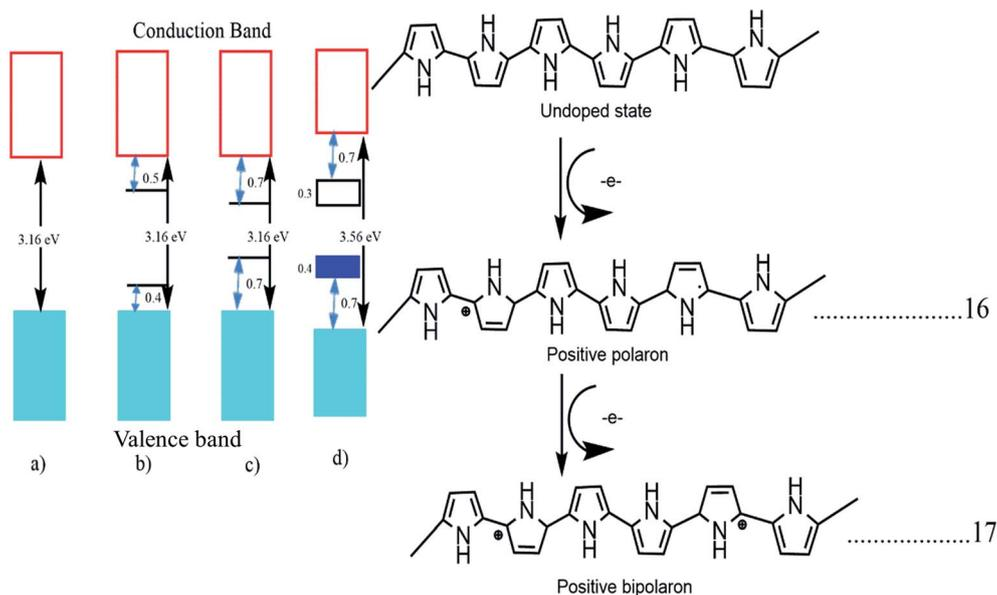 Conduction Band
3.16 eV
0.5
3.16 eV
0.4
0.7
3.16 eV
0.7
0.7
0.3
3.56 eV
0.4
0.7
Valence band
a)
b)
c)
d)
H
N
H
N
H
N
H
N
H
N
H
N
Undoped state
-e-
H
N
H
N
⊕
H
N
H
N
H
N
H
N
......................16
Positive polaron
-e-
H
N
H
N
⊕
H
N
H
N
H
N
⊕
H
N
..................17
Positive bipolaron